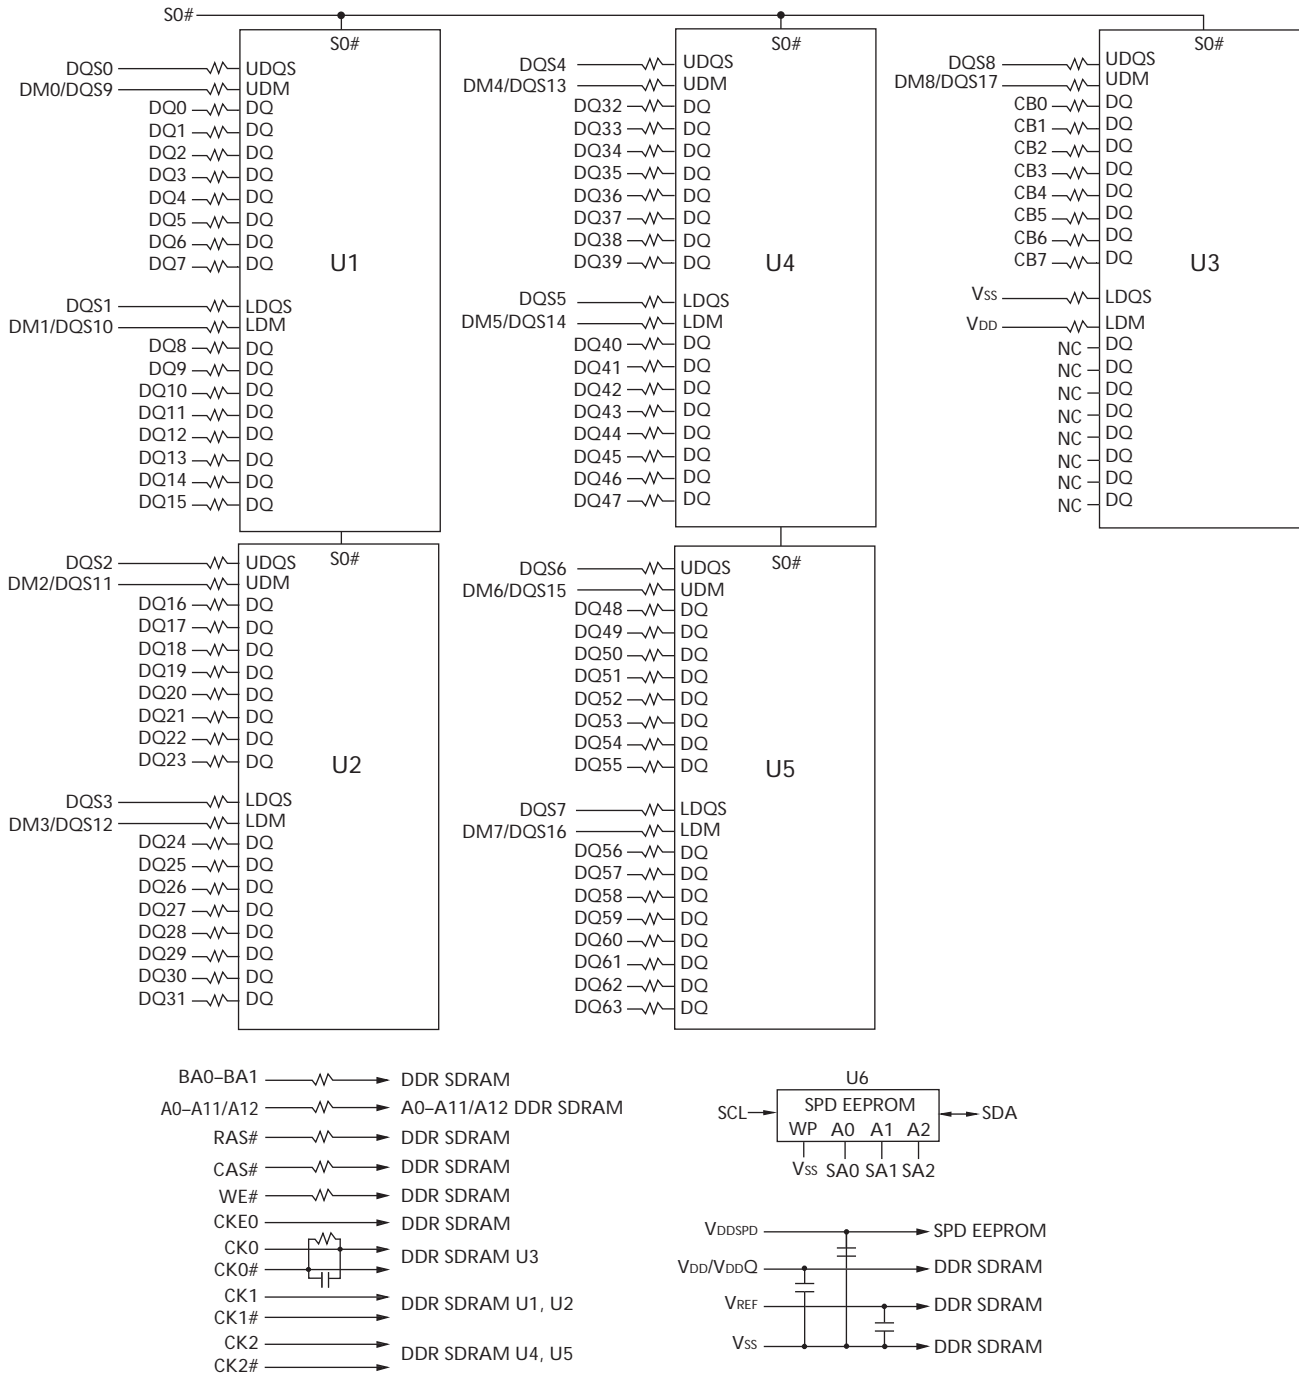 S0#
S0#
DQS0 UDQS
DM0/DQS9 UDM
DQ0 DQ
DQ1 DQ
DQ2 DQ
DQ3 DQ
DQ4 DQ
DQ5 DQ
DQ6 DQ
DQ7 DQ
U1
DQS1 LDQS
DM1/DQS10 LDM
DQ8 DQ
DQ9 DQ
DQ10 DQ
DQ11 DQ
DQ12 DQ
DQ13 DQ
DQ14 DQ
DQ15 DQ
S0#
DQS4 UDQS
DM4/DQS13 UDM
DQ32 DQ
DQ33 DQ
DQ34 DQ
DQ35 DQ
DQ36 DQ
DQ37 DQ
DQ38 DQ
DQ39 DQ
U4
DQS5 LDQS
DM5/DQS14 LDM
DQ40 DQ
DQ41 DQ
DQ42 DQ
DQ43 DQ
DQ44 DQ
DQ45 DQ
DQ46 DQ
DQ47 DQ
S0#
DQS8 UDQS
DM8/DQS17 UDM
CB0 DQ
CB1 DQ
CB2 DQ
CB3 DQ
CB4 DQ
CB5 DQ
CB6 DQ
CB7 DQ
U3
VSS LDQS
VDD LDM
NC DQ
NC DQ
NC DQ
NC DQ
NC DQ
NC DQ
NC DQ
NC DQ
S0#
DQS2 UDQS
DM2/DQS11 UDM
DQ16 DQ
DQ17 DQ
DQ18 DQ
DQ19 DQ
DQ20 DQ
DQ21 DQ
DQ22 DQ
DQ23 DQ
U2
DQS3 LDQS
DM3/DQS12 LDM
DQ24 DQ
DQ25 DQ
DQ26 DQ
DQ27 DQ
DQ28 DQ
DQ29 DQ
DQ30 DQ
DQ31 DQ
S0#
DQS6 UDQS
DM6/DQS15 UDM
DQ48 DQ
DQ49 DQ
DQ50 DQ
DQ51 DQ
DQ52 DQ
DQ53 DQ
DQ54 DQ
DQ55 DQ
U5
DQS7 LDQS
DM7/DQS16 LDM
DQ56 DQ
DQ57 DQ
DQ58 DQ
DQ59 DQ
DQ60 DQ
DQ61 DQ
DQ62 DQ
DQ63 DQ
BA0–BA1 DDR SDRAM
A0–A11/A12 A0–A11/A12 DDR SDRAM
RAS# DDR SDRAM
CAS# DDR SDRAM
WE# DDR SDRAM
CKE0 DDR SDRAM
CK0
DDR SDRAM U3
CK0#
CK1
DDR SDRAM U1, U2
CK1#
CK2
DDR SDRAM U4, U5
CK2#
U6
SPD EEPROM
SCL SDA
WP A0 A1 A2
VSS SA0 SA1 SA2
VDDSPD SPD EEPROM
VDD/VDDQ DDR SDRAM
VREF DDR SDRAM
VSS DDR SDRAM